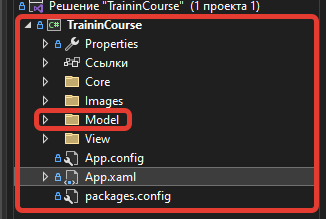 Решение "TraininCourse" (1 проекта 1)
C# TraininCourse
Properties
Ссылки
Core
Images
Model
View
App.config
App.xaml
packages.config